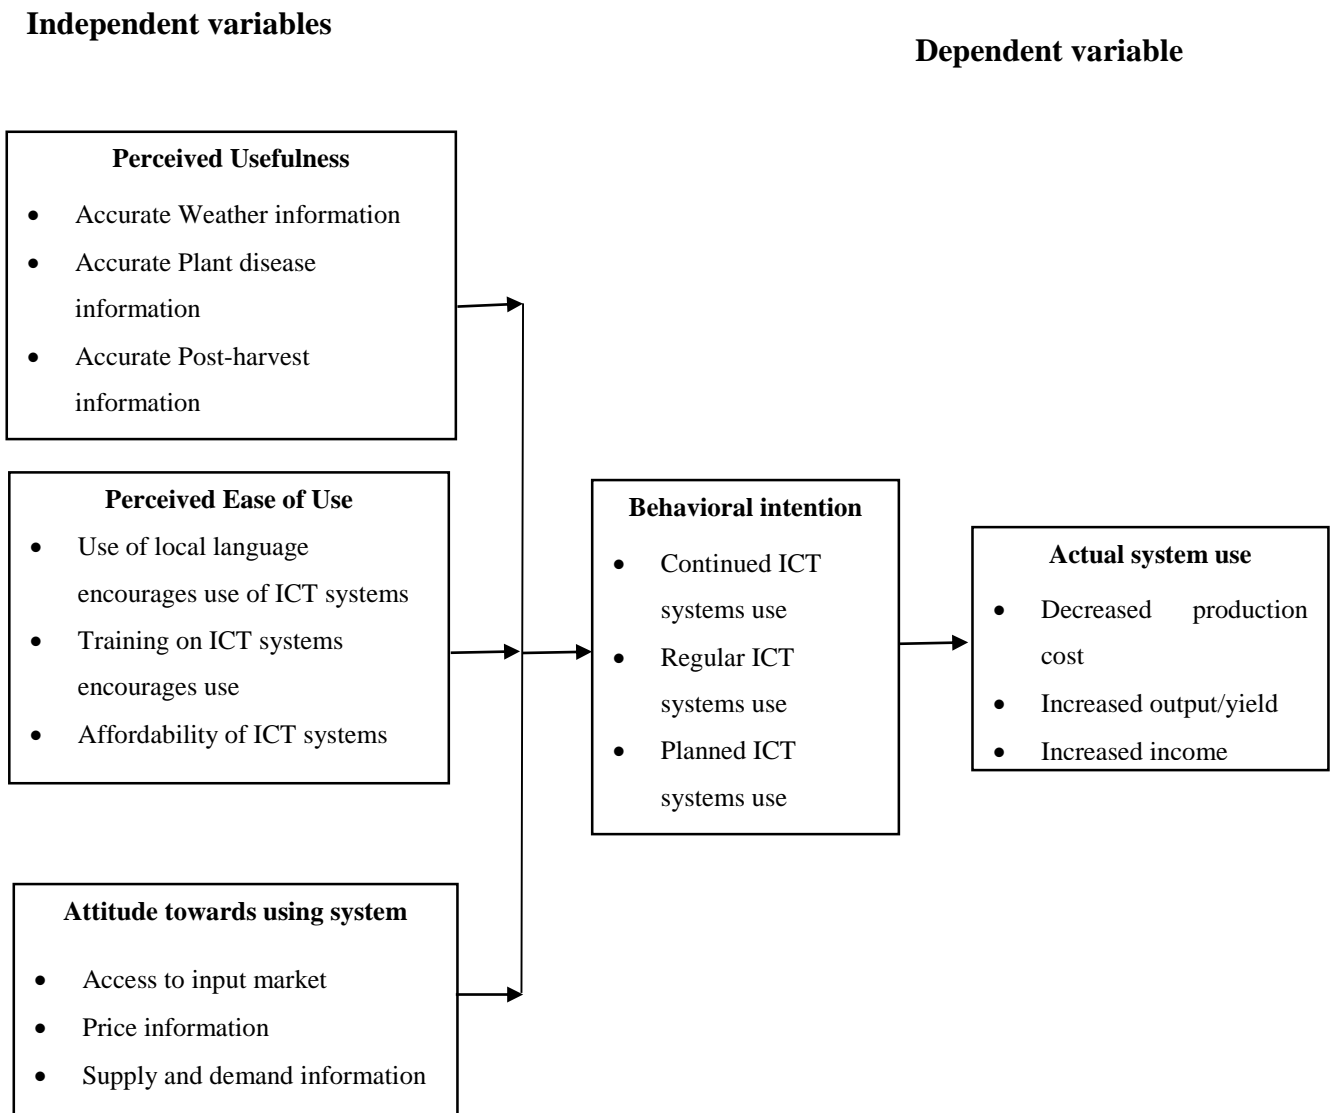 Independent variables
Dependent variable
Perceived Usefulness
• Accurate Weather information
• Accurate Plant disease
information
• Accurate Post-harvest
information
Perceived Ease of Use
• Use of local language
encourages use of ICT systems
• Training on ICT systems
encourages use
• Affordability of ICT systems
Behavioral intention
• Continued ICT
systems use
• Regular ICT
systems use
• Planned ICT
systems use
Actual system use
• Decreased production
cost
• Increased output/yield
• Increased income
Attitude towards using system
• Access to input market
• Price information
• Supply and demand information